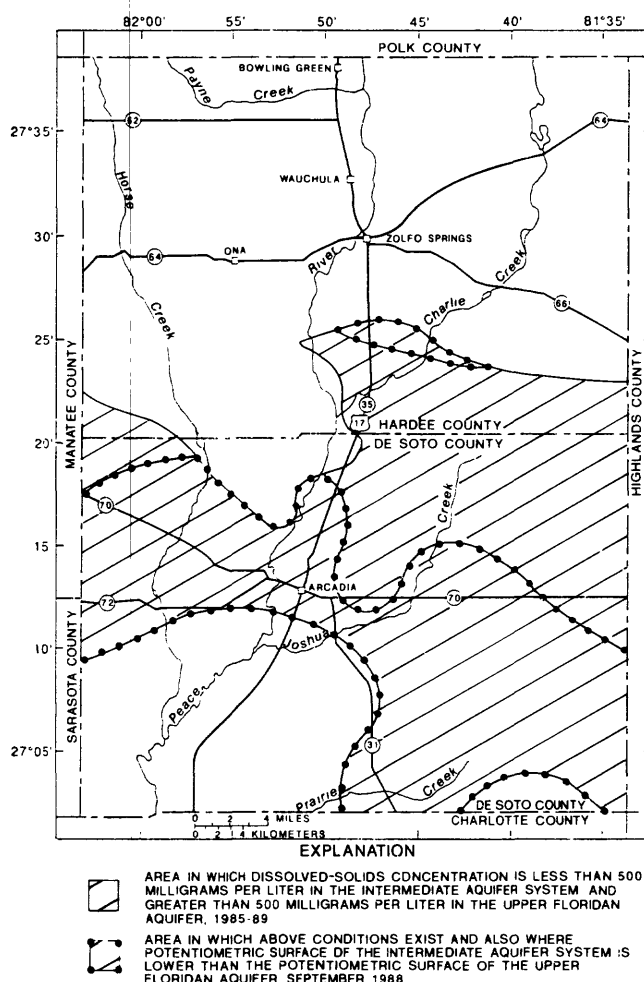 82°00' 55' 50' 40' 81°35'
POLK COUNTY
BOWLING GREEN
Payne
Creek
27°35'
62
64
Horse
WAUCHULA
30'
ZOLFO SPRINGS
ONA
64
River
Creek
66
Charlie
Creek
25'
MANATEE COUNTY
HIGHLANDS COUNTY
35
17
HARDEE COUNTY
20'
DE SOTO COUNTY
Creek
70
15
ARCADIA
72
70
Joshua
10'
SARASOTA COUNTY
Peace
27°05'
31
Creek
Prairie
0 2 4 MILES
0 2 4 KILOMETERS
DE SOTO COUNTY
CHARLOTTE COUNTY
EXPLANATION
AREA IN WHICH DISSOLVED-SOLIDS CONCENTRATION IS LESS THAN 500
MILLIGRAMS PER LITER IN THE INTERMEDIATE AQUIFER SYSTEM AND
GREATER THAN 500 MILLIGRAMS PER LITER IN THE UPPER FLORIDAN
AQUIFER, 1985-89
AREA IN WHICH ABOVE CONDITIONS EXIST AND ALSO WHERE
POTENTIOMETRIC SURFACE OF THE INTERMEDIATE AQUIFER SYSTEM IS
LOWER THAN THE POTENTIOMETRIC SURFACE OF THE UPPER
FLORIDAN AQUIFER SEPTEMBER 1988